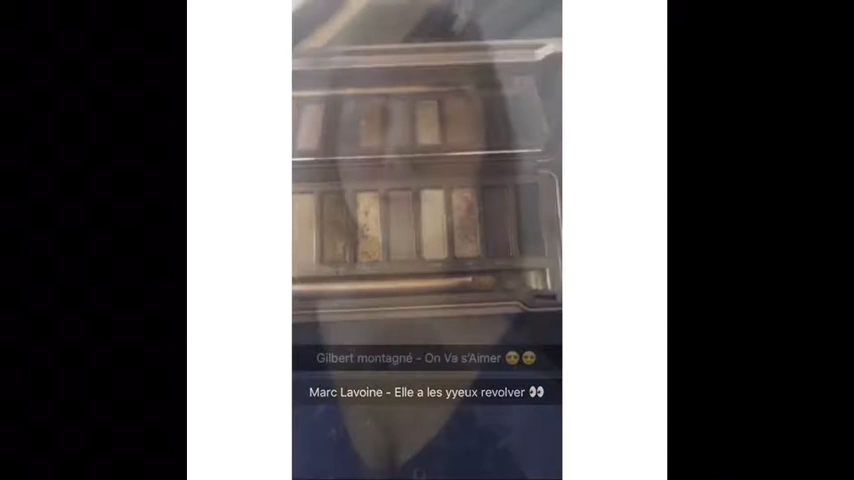 Gilbert montagné - On Va s'Aimer 😎😎
Marc Lavoine - Elle a les yyeux revolver 👀